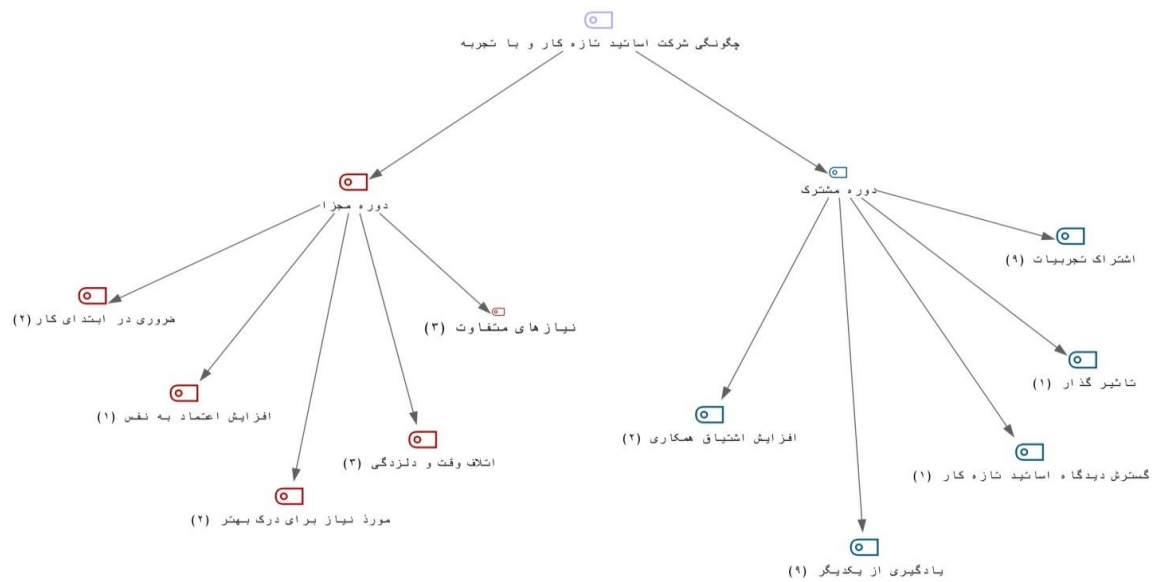 چگونگی شرکت اساتید تازه کار و با تجربه
دوره مشترک
دوره مجزا
اشتراک تجربیات (۹)
ضروری در ابتدای کار(۲)
نیازهای متفاوت (۳)
تاثیر گذار (۱)
افزایش اعتماد به نفس (۱)
افزایش اشتیاق همکاری (۲)
اتلاف وقت و دلزدگی (۳)
گسترش دیدگاه اساتید تازه کار (۱)
مورد نیاز برای درک بهتر (۲)
یادگیری از یکدیگر (۹)